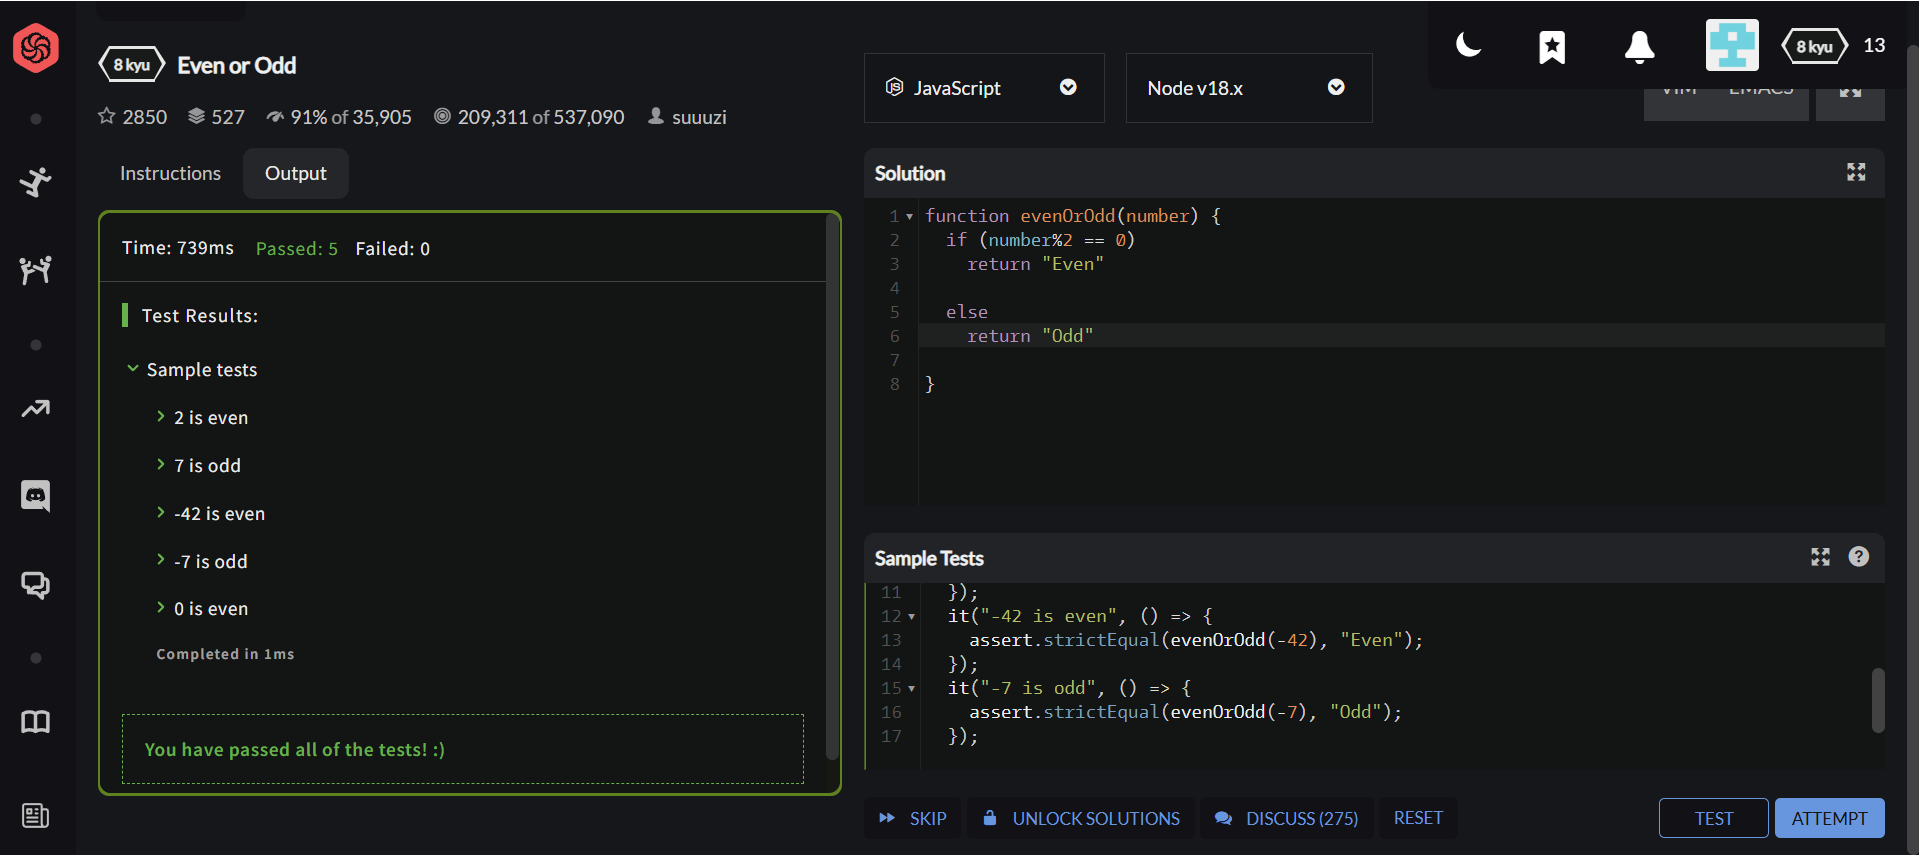 8 kyu Even or Odd
2850 527 91% of 35,905 209,311 of 537,090 suuuzi
Instructions Output
Time: 739ms Passed: 5 Failed: 0
Test Results:
Sample tests
2 is even
7 is odd
-42 is even
-7 is odd
0 is even
Completed in 1ms
You have passed all of the tests! :)
JavaScript Node v18.x
8 kyu 13
VIM EMACS
Solution
1 function evenOrOdd(number) {
2 if (number%2 == 0)
3 return "Even"
4
5 else
6 return "Odd"
7
8 }
Sample Tests
11 });
12 it("-42 is even", () => {
13 assert.strictEqual(evenOrOdd(-42), "Even");
14 });
15 it("-7 is odd", () => {
16 assert.strictEqual(evenOrOdd(-7), "Odd");
17 });
SKIP UNLOCK SOLUTIONS DISCUSS (275) RESET TEST ATTEMPT